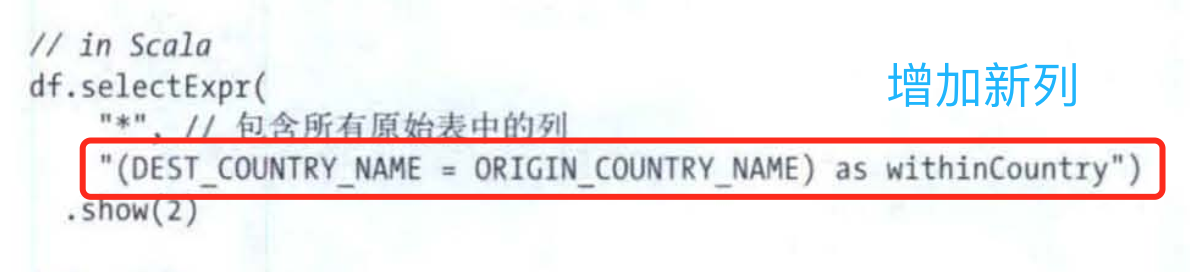 // in Scala
df.selectExpr(
增加新列
"*", // 包含所有原始表中的列
"(DEST_COUNTRY_NAME = ORIGIN_COUNTRY_NAME) as withinCountry")
.show(2)